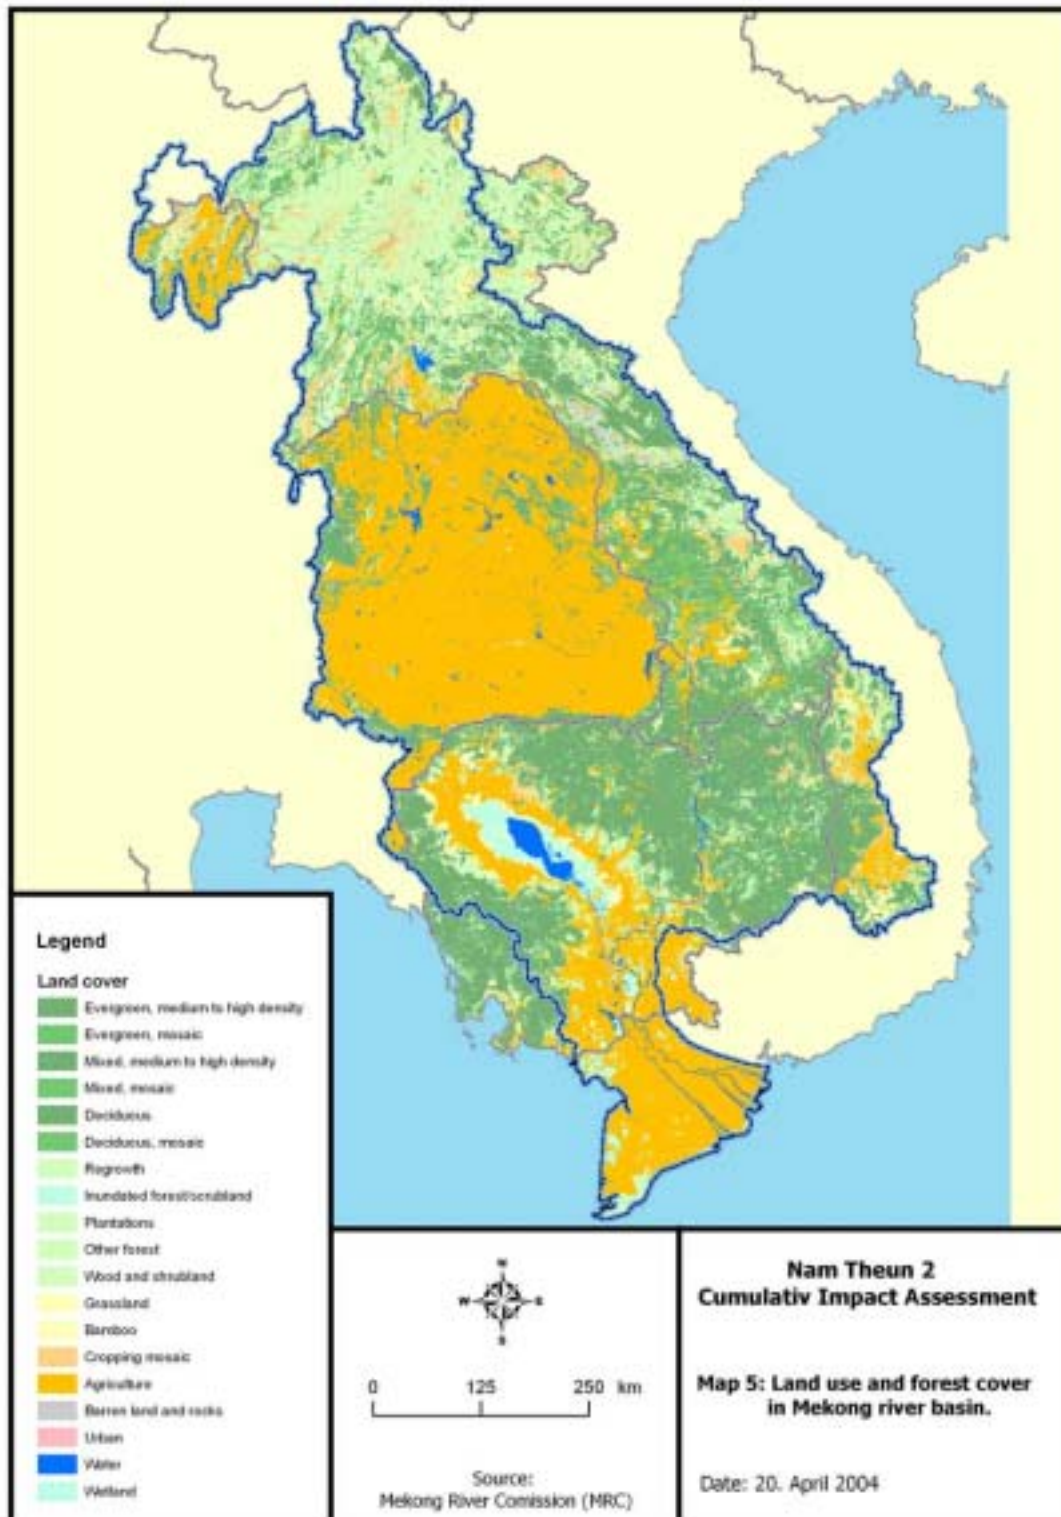 Legend
Land cover
Evergreen, medium to high density
Evergreen, mosaic
Mixed, medium to high density
Mixed, mosaic
Deciduous
Deciduous, mosaic
Regrowth
Inundated forest/scrubland
Plantations
Other forest
Wood and shrubland
Grassland
Bamboo
Cropping mosaic
Agriculture
Barren land and rocks
Urban
Water
Wetland
N
W E
S
0 125 250 km
Source:
Mekong River Comission (MRC)
Nam Theun 2
Cumulativ Impact Assessment
Map 5: Land use and forest cover
in Mekong river basin.
Date: 20. April 2004